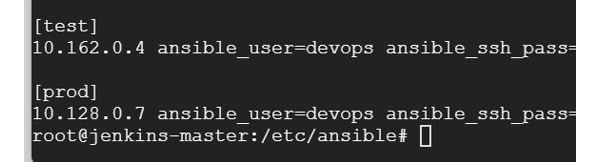 [test]
10.162.0.4 ansible_user=devops ansible_ssh_pass=
[prod]
10.128.0.7 ansible_user=devops ansible_ssh_pass=
root@jenkins-master:/etc/ansible#